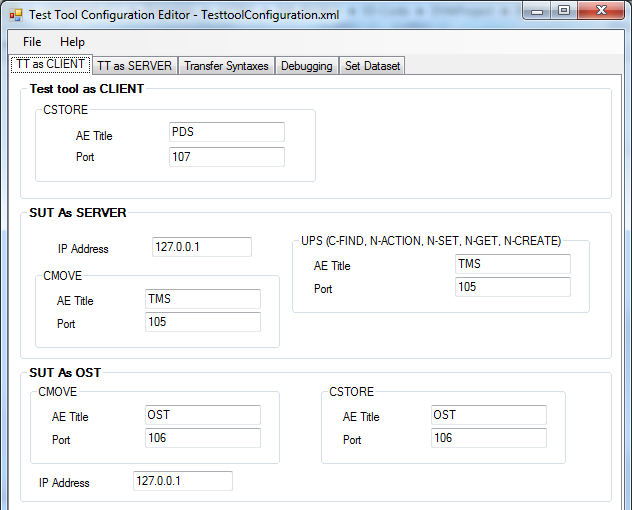 Test Tool Configuration Editor - TesttoolConfiguration.xml
File Help
TT as CLIENT TT as SERVER Transfer Syntaxes Debugging Set Dataset
Test tool as CLIENT
CSTORE
AE Title PDS
Port 107
SUT As SERVER
IP Address 127.0.0.1
CMOVE
AE Title TMS
Port 105
UPS (C-FIND, N-ACTION, N-SET, N-GET, N-CREATE)
AE Title TMS
Port 105
SUT As OST
CMOVE
AE Title OST
Port 106
CSTORE
AE Title OST
Port 106
IP Address 127.0.0.1